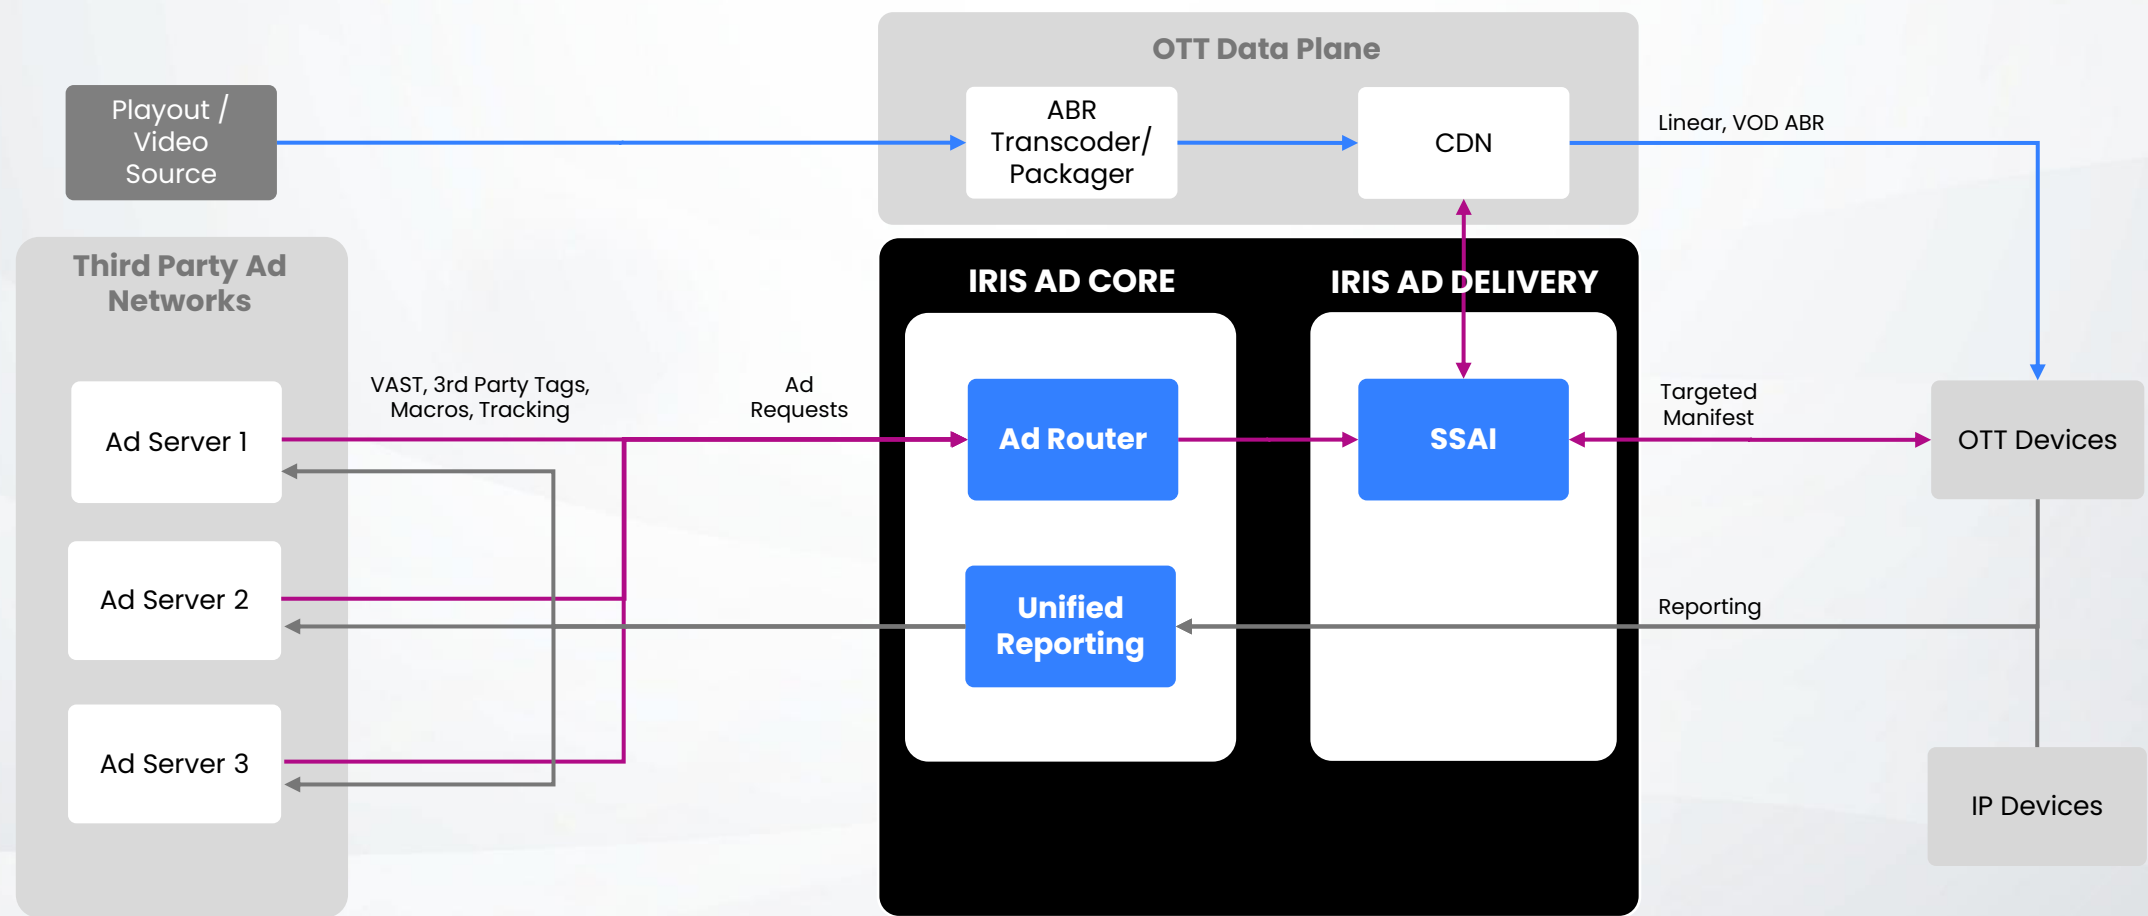 OTT Data Plane
Playout /
Video
Source
ABR
Transcoder/
Packager
CDN
Linear, VOD ABR
Third Party Ad
Networks
IRIS AD CORE
IRIS AD DELIVERY
Ad Server 1
VAST, 3rd Party Tags,
Macros, Tracking
Ad
Requests
Ad Router
SSAI
Targeted
Manifest
OTT Devices
Ad Server 2
Unified
Reporting
Reporting
Ad Server 3
IP Devices